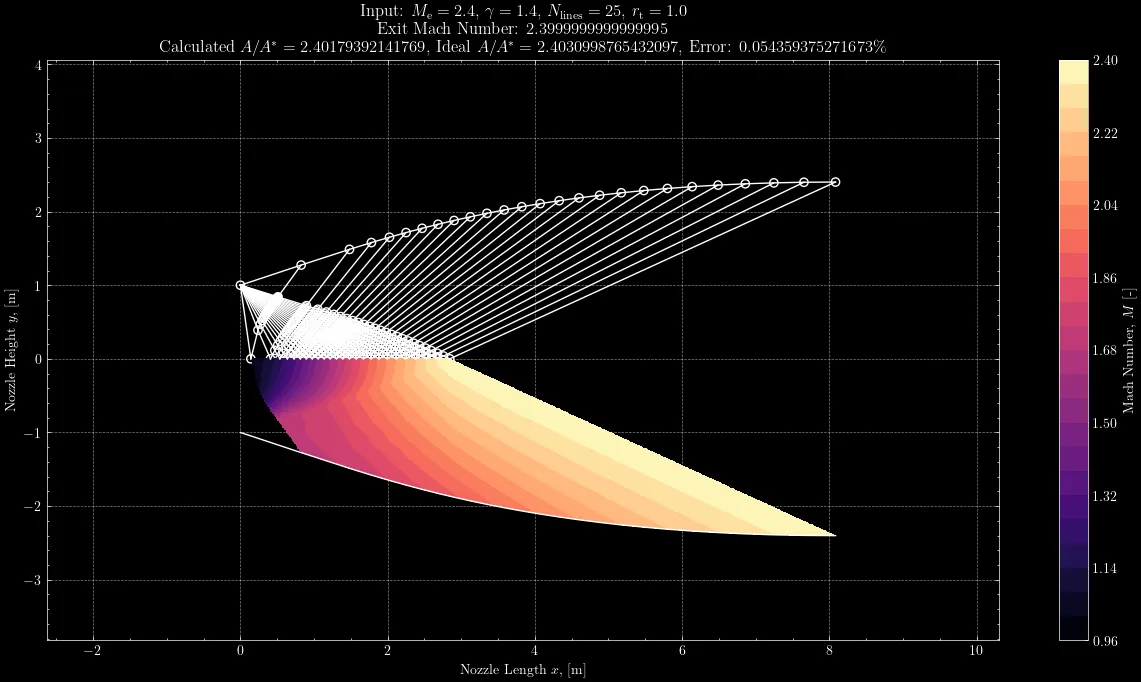 Input: Mₑ = 2.4, γ = 1.4, N_lines = 25, r_t = 1.0
Exit Mach Number: 2.3999999999999995
Calculated A/A* = 2.40179392141769, Ideal A/A* = 2.4030998765432097, Error: 0.054359375271673%
4
3
2
1
0
−1
−2
−3
Nozzle Height y, [m]
−2 0 2 4 6 8 10
Nozzle Length x, [m]
2.40
2.22
2.04
1.86
1.68
1.50
1.32
1.14
0.96
Mach Number, M [-]